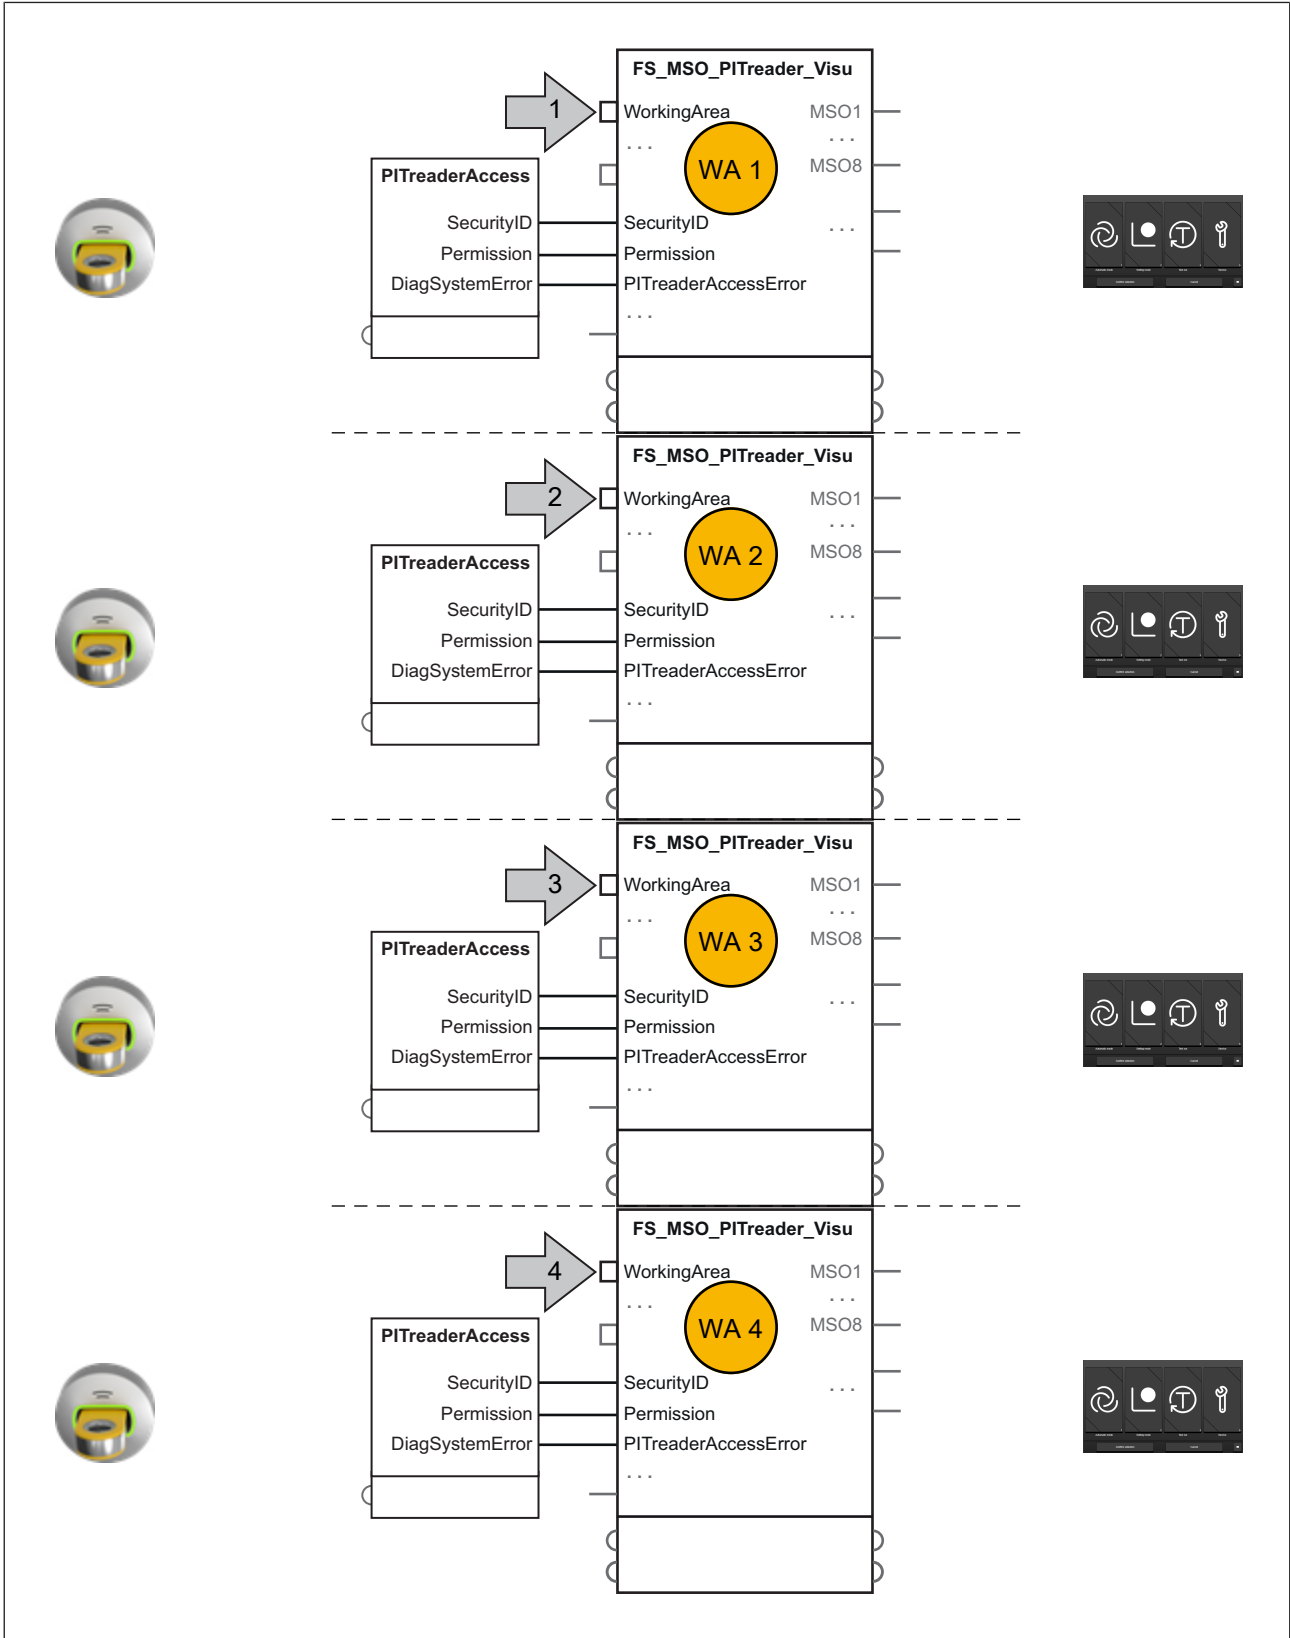 FS_MSO_PITreader_Visu
1
WorkingArea MSO1
. . . . . .
WA 1
MSO8
PITreaderAccess
SecurityID SecurityID . . .
Permission Permission
DiagSystemError PITreaderAccessError
. . .
FS_MSO_PITreader_Visu
2
WorkingArea MSO1
. . . . . .
WA 2
MSO8
PITreaderAccess
SecurityID SecurityID . . .
Permission Permission
DiagSystemError PITreaderAccessError
. . .
FS_MSO_PITreader_Visu
3
WorkingArea MSO1
. . . . . .
WA 3
MSO8
PITreaderAccess
SecurityID SecurityID . . .
Permission Permission
DiagSystemError PITreaderAccessError
. . .
FS_MSO_PITreader_Visu
4
WorkingArea MSO1
. . . . . .
WA 4
MSO8
PITreaderAccess
SecurityID SecurityID . . .
Permission Permission
DiagSystemError PITreaderAccessError
. . .